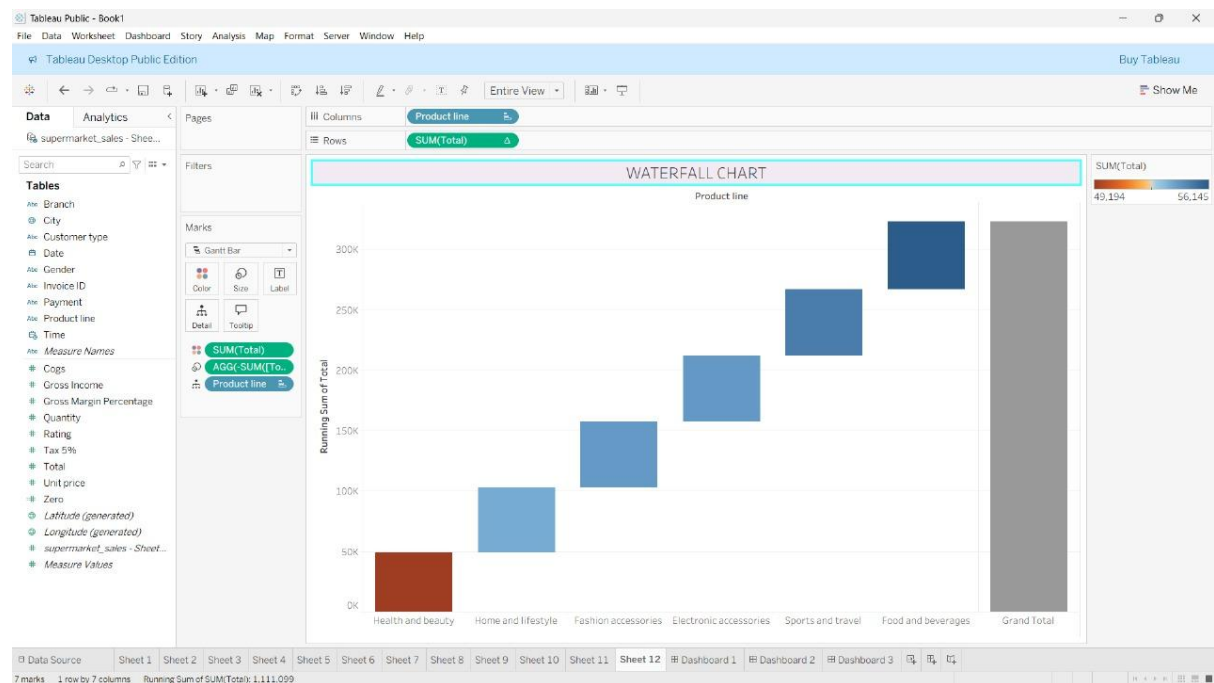 Tableau Public - Book1
File Data Worksheet Dashboard Story Analysis Map Format Server Window Help
Tableau Desktop Public Edition
Buy Tableau
Entire View
Show Me
Data Analytics
supermarket_sales - Shee...
Search
Tables
Abc Branch
City
Abc Customer type
Date
Abc Gender
Abc Invoice ID
Abc Payment
Abc Product line
Time
Abc Measure Names
# Cogs
# Gross Income
# Gross Margin Percentage
# Quantity
# Rating
# Tax 5%
# Total
# Unit price
=# Zero
Latitude (generated)
Longitude (generated)
# supermarket_sales - Sheet...
# Measure Values
Pages
Filters
Marks
Gantt Bar
Color Size Label
Detail Tooltip
SUM(Total)
AGG(-SUM([To..
Product line
Columns Product line
Rows SUM(Total) Δ
WATERFALL CHART
Product line
Running Sum of Total
300K
250K
200K
150K
100K
50K
0K
Health and beauty Home and lifestyle Fashion accessories Electronic accessories Sports and travel Food and beverages Grand Total
SUM(Total)
49,194 56,145
Data Source Sheet 1 Sheet 2 Sheet 3 Sheet 4 Sheet 5 Sheet 6 Sheet 7 Sheet 8 Sheet 9 Sheet 10 Sheet 11 Sheet 12 Dashboard 1 Dashboard 2 Dashboard 3
7 marks 1 row by 7 columns Running Sum of SUM(Total): 1,111,099